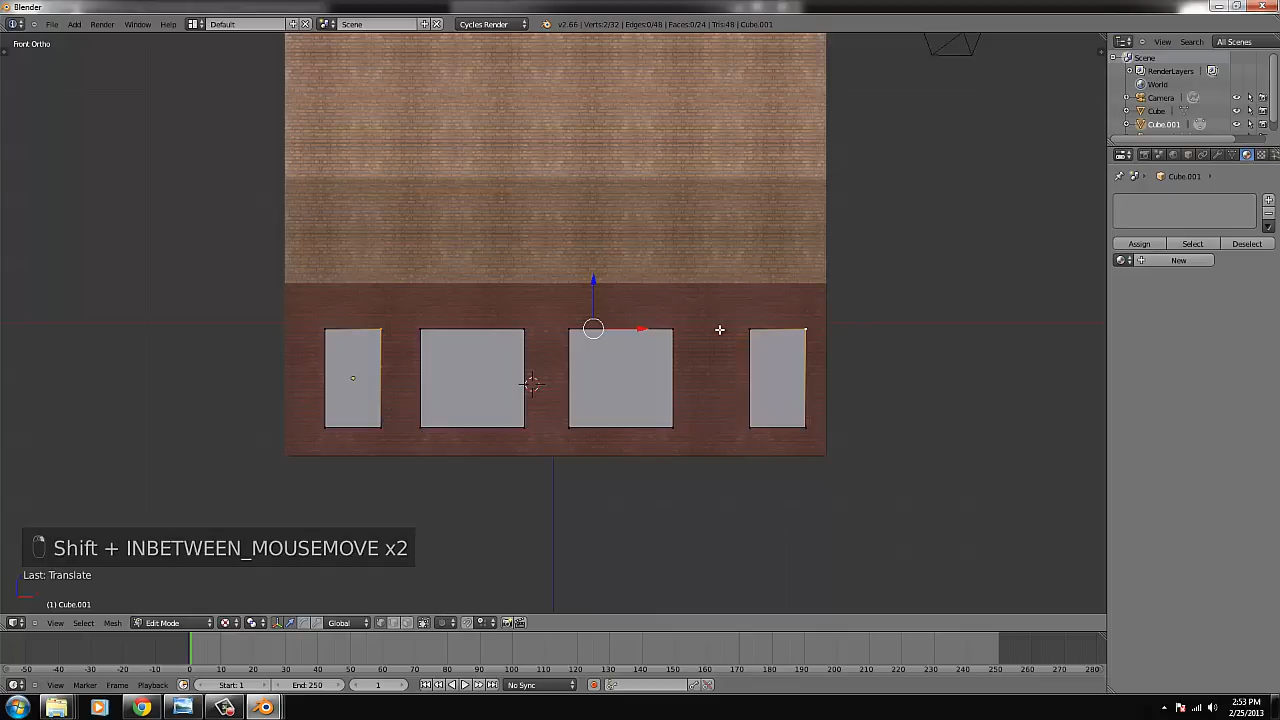 Blender
File Add Render Window Help Default Scene Cycles Render v2.66 | Verts:2/32 | Edges:0/48 | Faces:0/24 | Tris:48 | Cube.001
Front Ortho
View Search All Scenes
Scene
RenderLayers
World
Camera
Cube
Cube.001
Cube.001
Assign Select Deselect
New
Shift + INBETWEEN_MOUSEMOVE x2
Last: Translate
(1) Cube.001
View Select Mesh Edit Mode Global
-50 -40 -30 -20 -10 0 10 20 30 40 50 60 70 80 90 100 110 120 130 140 150 160 170 180 190 200 210 220 230 240 250 260 270 280
View Marker Frame Playback Start: 1 End: 250 1 No Sync
2:53 PM
2/25/2013